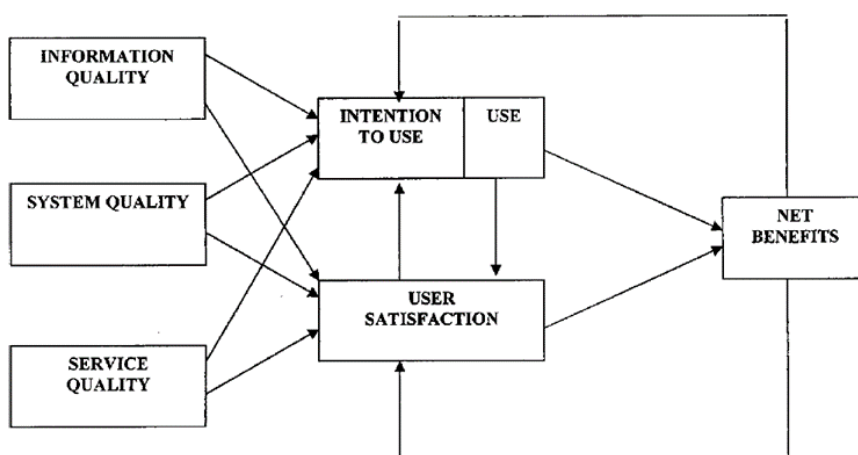 INFORMATION
QUALITY
SYSTEM QUALITY
SERVICE
QUALITY
INTENTION
TO USE
USE
USER
SATISFACTION
NET
BENEFITS